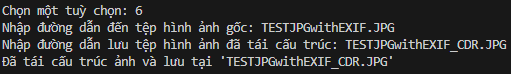 Chọn một tuỳ chọn: 6
Nhập đường dẫn đến tệp hình ảnh gốc: TESTJPGwithEXIF.JPG
Nhập đường dẫn lưu tệp hình ảnh đã tái cấu trúc: TESTJPGwithEXIF_CDR.JPG
Đã tái cấu trúc ảnh và lưu tại 'TESTJPGwithEXIF_CDR.JPG'